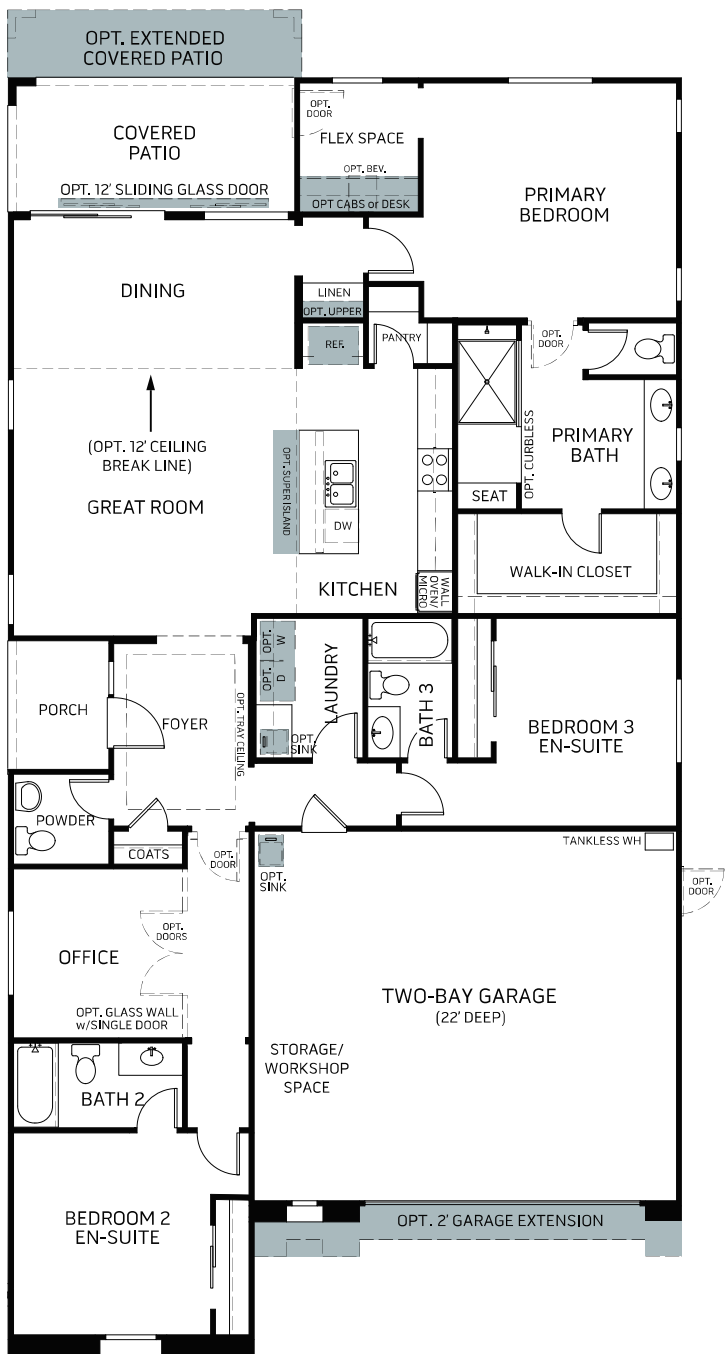 OPT. EXTENDED
COVERED PATIO
COVERED
PATIO
OPT. 12' SLIDING GLASS DOOR
OPT.
DOOR
FLEX SPACE
OPT. BEV.
OPT CABS or DESK
PRIMARY
BEDROOM
DINING
LINEN
OPT. UPPER
REF.
PANTRY
OPT.
DOOR
(OPT. 12' CEILING
BREAK LINE)
GREAT ROOM
OPT. SUPER ISLAND
DW
KITCHEN
WALL
OVEN/
MICRO
OPT. CURBLESS
SEAT
PRIMARY
BATH
WALK-IN CLOSET
PORCH
FOYER
OPT. TRAY CEILING
OPT.
W
OPT.
D
LAUNDRY
OPT.
SINK
BATH 3
BEDROOM 3
EN-SUITE
POWDER
COATS
OPT.
DOOR
OPT.
SINK
TANKLESS WH
OPT.
DOOR
OFFICE
OPT.
DOORS
OPT. GLASS WALL
w/SINGLE DOOR
TWO-BAY GARAGE
(22' DEEP)
STORAGE/
WORKSHOP
SPACE
BATH 2
BEDROOM 2
EN-SUITE
OPT. 2' GARAGE EXTENSION